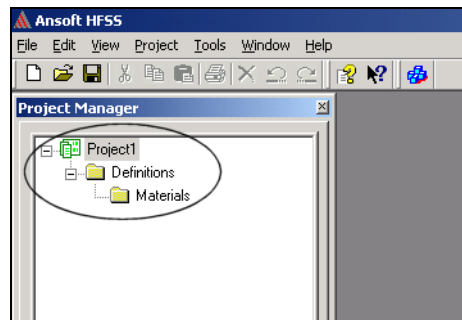 Ansoft HFSS
File Edit View Project Tools Window Help
Project Manager
Project1
Definitions
Materials